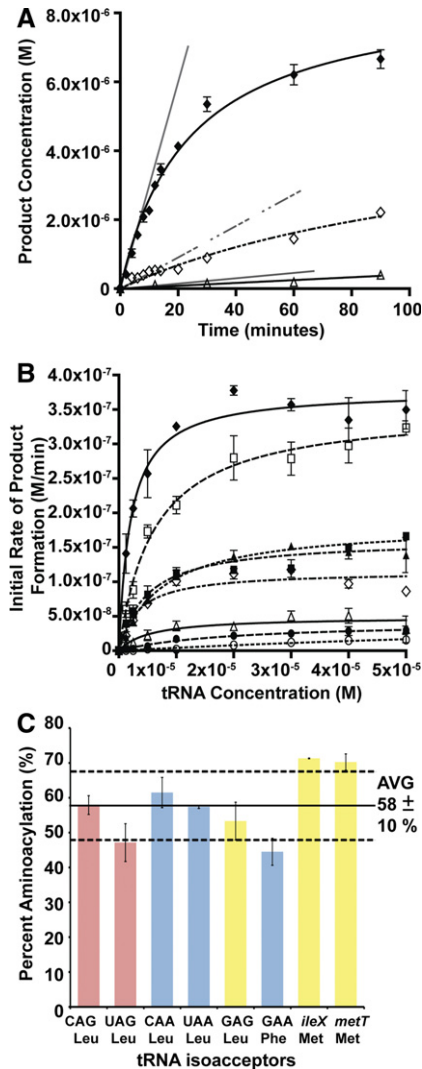 A
Product Concentration (M)
8.0x10-6
6.0x10-6
4.0x10-6
2.0x10-6
0
0 20 40 60 80 100
Time (minutes)
B
Initial Rate of Product
Formation (M/min)
4.0x10-7
3.5x10-7
3.0x10-7
2.5x10-7
2.0x10-7
1.5x10-7
1.0x10-7
5.0x10-8
0
0 1x10-5 2x10-5 3x10-5 4x10-5 5x10-5
tRNA Concentration (M)
C
Percent Aminoacylation (%)
80
70
60
50
40
30
20
10
0
AVG
58 ±
10 %
CAG UAG CAA UAA GAG GAA ileX metT
Leu Leu Leu Leu Leu Phe Met Met
tRNA isoacceptors